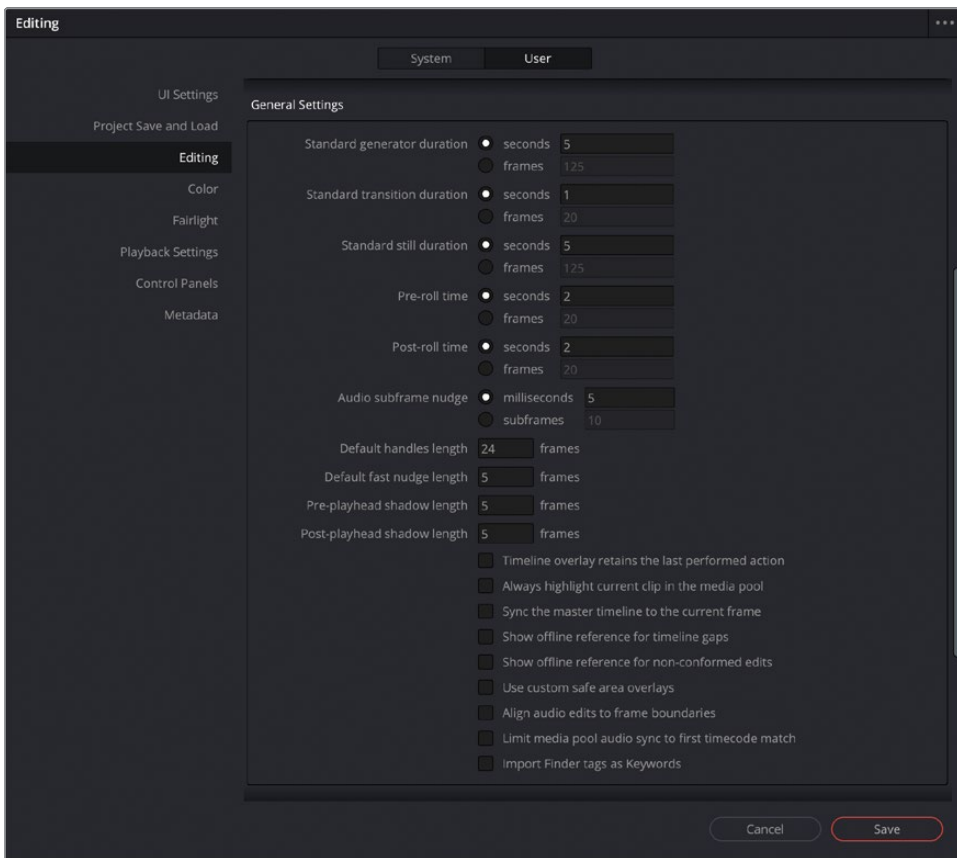 Editing
System User
UI Settings
Project Save and Load
Editing
Color
Fairlight
Playback Settings
Control Panels
Metadata
General Settings
Standard generator duration seconds 5
frames 125
Standard transition duration seconds 1
frames 20
Standard still duration seconds 5
frames 125
Pre-roll time seconds 2
frames 20
Post-roll time seconds 2
frames 20
Audio subframe nudge milliseconds 5
subframes 10
Default handles length 24 frames
Default fast nudge length 5 frames
Pre-playhead shadow length 5 frames
Post-playhead shadow length 5 frames
Timeline overlay retains the last performed action
Always highlight current clip in the media pool
Sync the master timeline to the current frame
Show offline reference for timeline gaps
Show offline reference for non-conformed edits
Use custom safe area overlays
Align audio edits to frame boundaries
Limit media pool audio sync to first timecode match
Import Finder tags as Keywords
Cancel Save